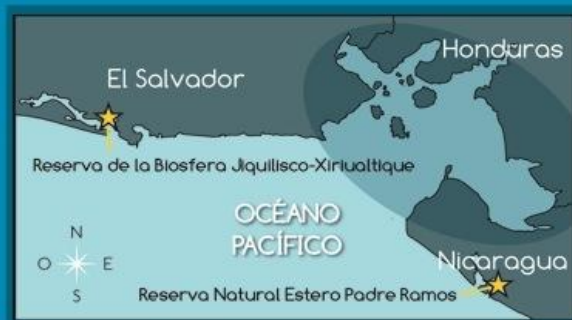 Honduras
El Salvador
Reserva de la Biosfera Jiquilisco-Xiriualtique
OCÉANO
PACÍFICO
N
O E
S
Nicaragua
Reserva Natural Estero Padre Ramos